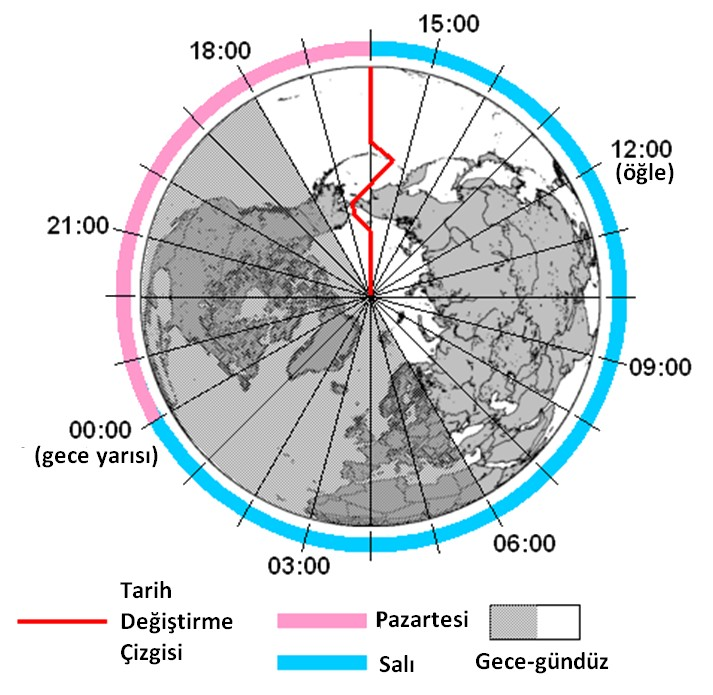 15:00
18:00
12:00
(öğle)
21:00
09:00
00:00
(gece yarısı)
06:00
03:00
Tarih
Değiştirme
Çizgisi
Pazartesi
Salı
Gece-gündüz